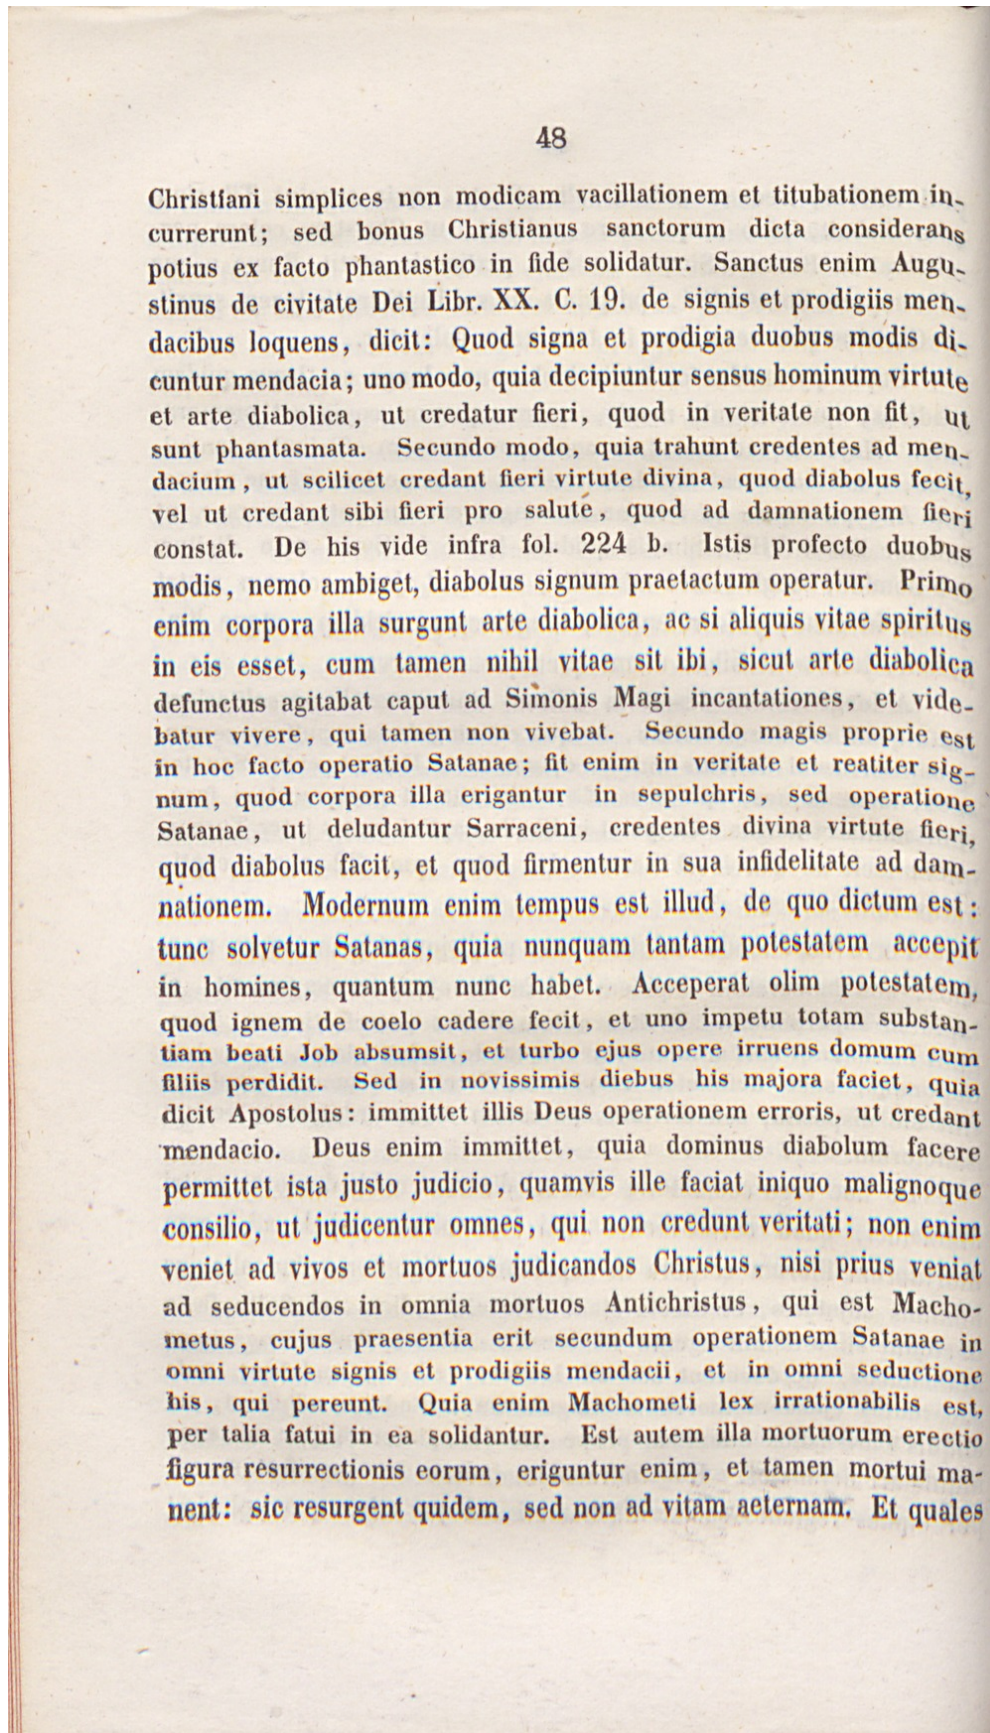 48
Christiani simplices non modicam vacillationem et titubationem in-
currerunt; sed bonus Christianus sanctorum dicta considerans
potius ex facto phantastico in fide solidatur. Sanctus enim Augu-
stinus de civitate Dei Libr. XX. C. 19. de signis et prodigiis men-
dacibus loquens, dicit: Quod signa et prodigia duobus modis di-
cuntur mendacia; uno modo, quia decipiuntur sensus hominum virtute
et arte diabolica, ut credatur fieri, quod in veritate non fit, ut
sunt phantasmata. Secundo modo, quia trahunt credentes ad men-
dacium, ut scilicet credant fieri virtute divina, quod diabolus fecit,
vel ut credant sibi fieri pro salute, quod ad damnationem fieri
constat. De his vide infra fol. 224 b. Istis profecto duobus
modis, nemo ambiget, diabolus signum praetactum operatur. Primo
enim corpora illa surgunt arte diabolica, ac si aliquis vitae spiritus
in eis esset, cum tamen nihil vitae sit ibi, sicut arte diabolica
defunctus agitabat caput ad Simonis Magi incantationes, et vide-
batur vivere, qui tamen non vivebat. Secundo magis proprie est
in hoc facto operatio Satanae; fit enim in veritate et reatiter sig-
num, quod corpora illa erigantur in sepulchris, sed operatione
Satanae, ut deludantur Sarraceni, credentes divina virtute fieri,
quod diabolus facit, et quod firmentur in sua infidelitate ad dam-
nationem. Modernum enim tempus est illud, de quo dictum est:
tunc solvetur Satanas, quia nunquam tantam potestatem accepit
in homines, quantum nunc habet. Acceperat olim potestatem,
quod ignem de coelo cadere fecit, et uno impetu totam substan-
tiam beati Job absumsit, et turbo ejus opere irruens domum cum
filiis perdidit. Sed in novissimis diebus his majora faciet, quia
dicit Apostolus: immittet illis Deus operationem erroris, ut credant
mendacio. Deus enim immittet, quia dominus diabolum facere
permittet ista justo judicio, quamvis ille faciat iniquo malignoque
consilio, ut judicentur omnes, qui non credunt veritati; non enim
veniet ad vivos et mortuos judicandos Christus, nisi prius veniat
ad seducendos in omnia mortuos Antichristus, qui est Macho-
metus, cujus praesentia erit secundum operationem Satanae in
omni virtute signis et prodigiis mendacii, et in omni seductione
his, qui pereunt. Quia enim Machometi lex irrationabilis est,
per talia fatui in ea solidantur. Est autem illa mortuorum erectio
figura resurrectionis eorum, eriguntur enim, et tamen mortui ma-
nent: sic resurgent quidem, sed non ad vitam aeternam. Et quales